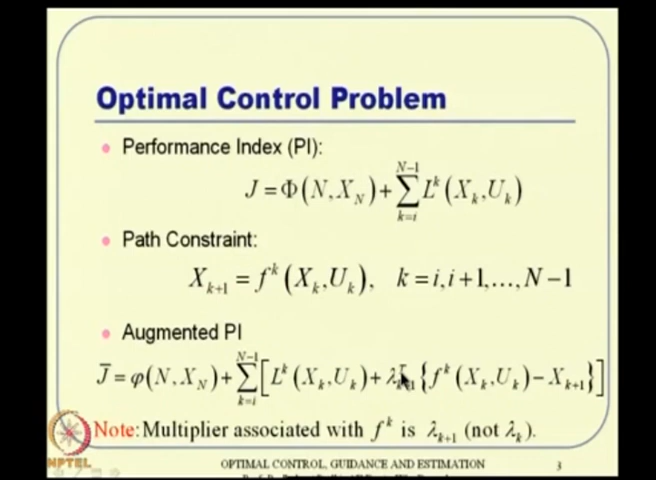 Optimal Control Problem
Performance Index (PI):
J = Φ(N, X_N) + ∑_{k=i}^{N−1} L^k (X_k, U_k)
Path Constraint:
X_{k+1} = f^k (X_k, U_k), k = i, i+1, ..., N−1
Augmented PI
J̄ = φ(N, X_N) + ∑_{k=i}^{N−1} [L^k (X_k, U_k) + λ_{k+1}^T {f^k (X_k, U_k) − X_{k+1}}]
Note: Multiplier associated with f^k is λ_{k+1} (not λ_k).
NPTEL
OPTIMAL CONTROL, GUIDANCE AND ESTIMATION 3